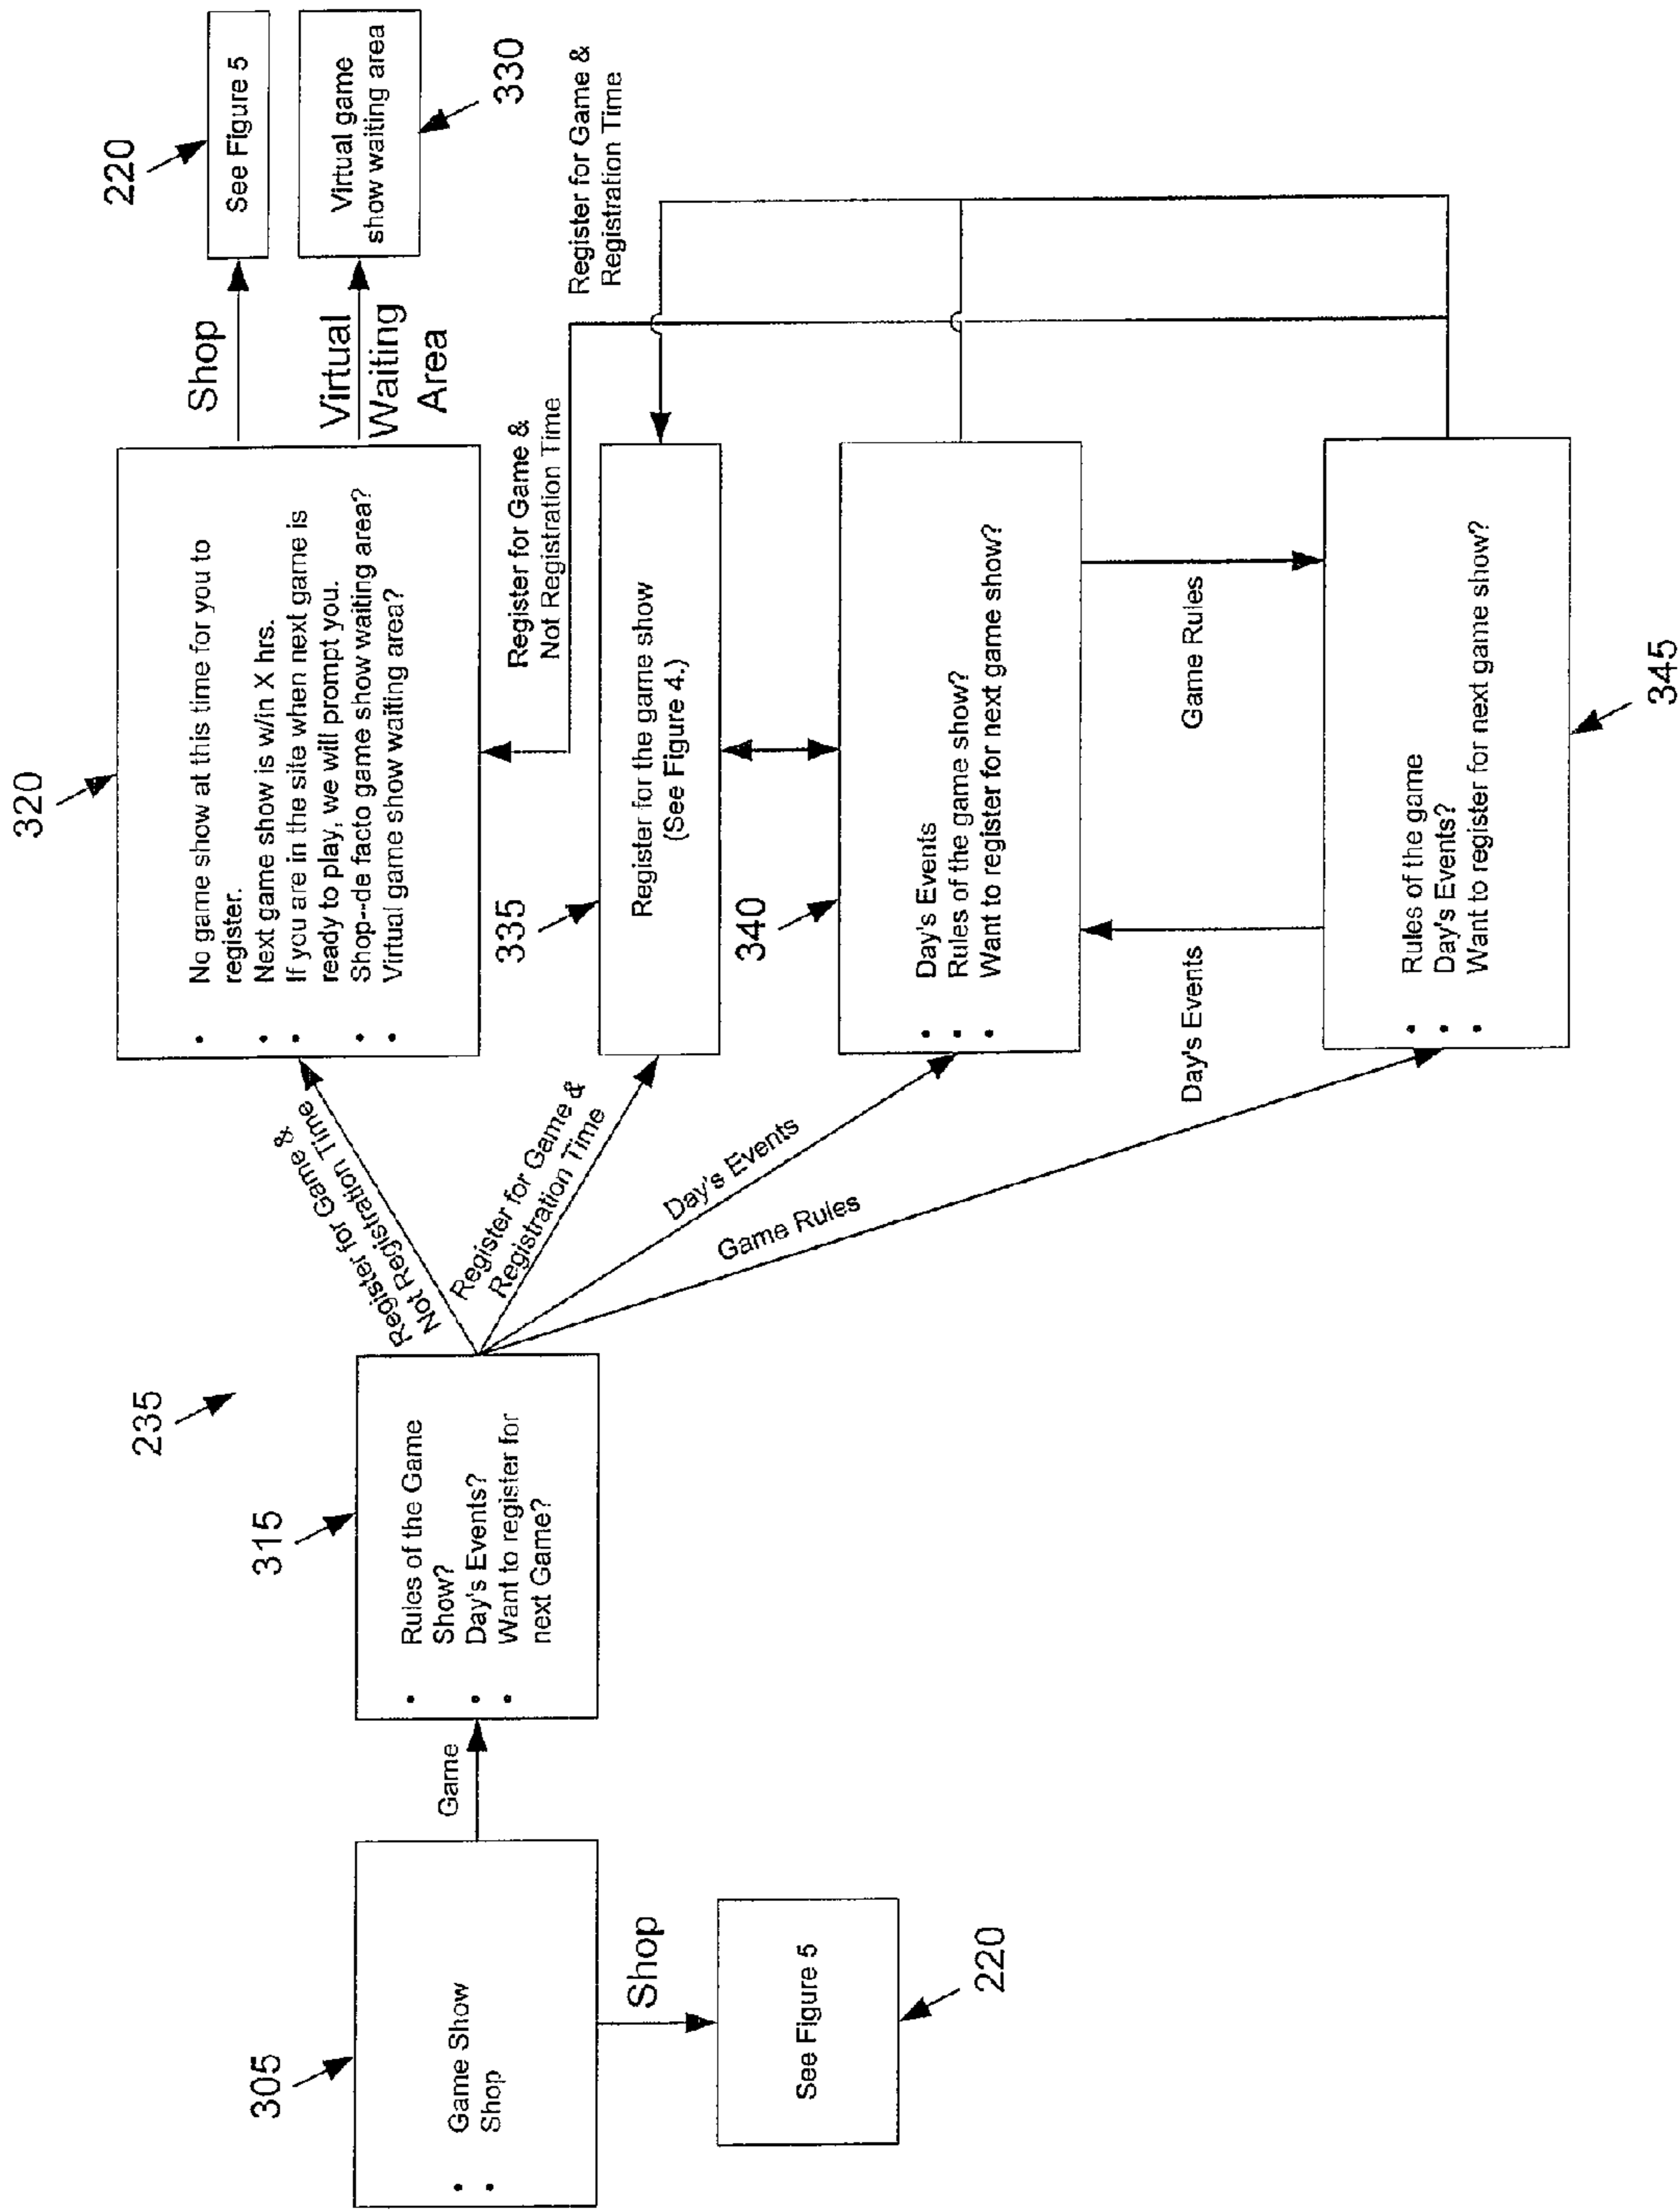 305
• Game Show
• Shop
Shop
See Figure 5
220
Game
235
315
• Rules of the Game
Show?
• Day's Events?
• Want to register for
next Game?
Register for Game &
Not Registration Time
Register for Game &
Registration Time
Day's Events
Game Rules
320
• No game show at this time for you to
register.
• Next game show is w/in X hrs.
• If you are in the site when next game is
ready to play, we will prompt you.
• Shop--de facto game show waiting area?
• Virtual game show waiting area?
Shop
220
See Figure 5
Virtual
Waiting
Area
Virtual game
show waiting area
330
Register for Game &
Not Registration Time
Register for Game &
Registration Time
335
Register for the game show
(See Figure 4.)
340
• Day's Events
• Rules of the game show?
• Want to register for next game show?
Day's Events
Game Rules
• Rules of the game
• Day's Events?
• Want to register for next game show?
345